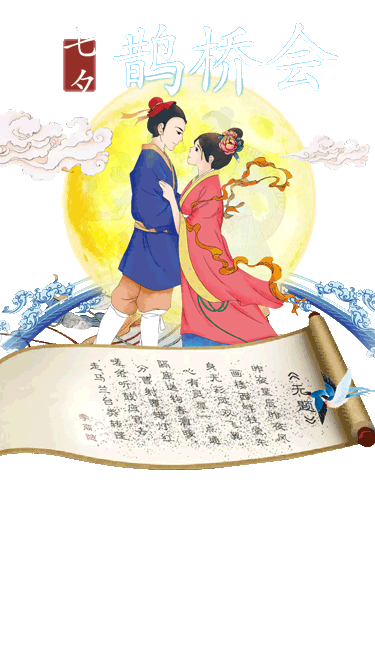 七夕
鹊桥会
《无题》
昨夜星辰昨夜风
画楼西畔桂堂东
身无彩凤双飞翼
心有灵犀一点通
隔座送钩春酒暖
分曹射覆蜡灯红
嗟余听鼓应官去
走马兰台类转蓬
李商隐